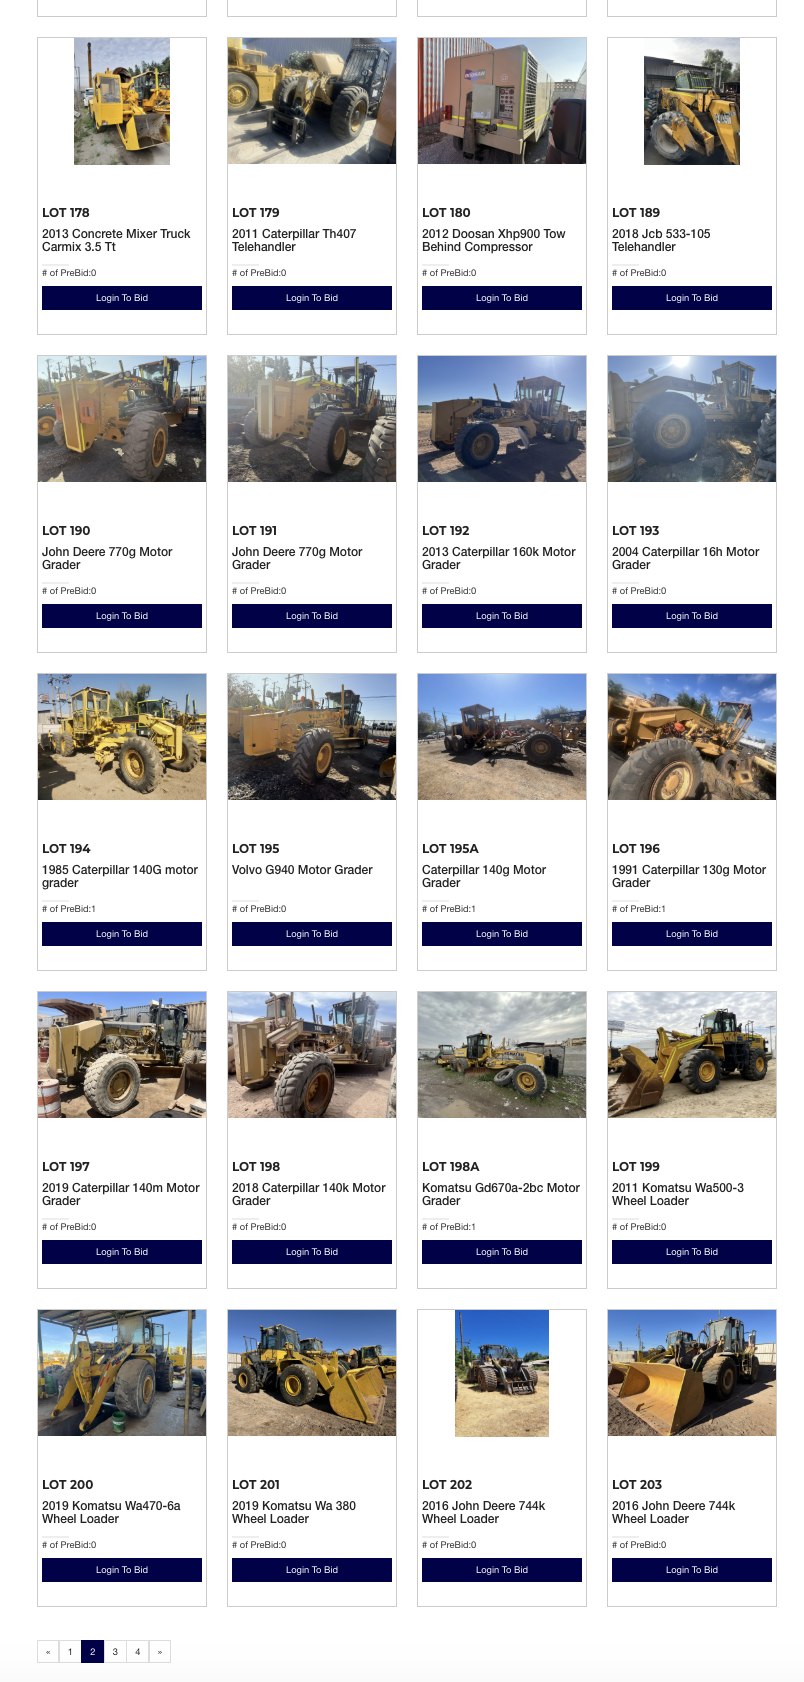 LOT 178
2013 Concrete Mixer Truck
Carmix 3.5 Tt
# of PreBid:0
Login To Bid
LOT 179
2011 Caterpillar Th407
Telehandler
# of PreBid:0
Login To Bid
LOT 180
2012 Doosan Xhp900 Tow
Behind Compressor
# of PreBid:0
Login To Bid
LOT 189
2018 Jcb 533-105
Telehandler
# of PreBid:0
Login To Bid
LOT 190
John Deere 770g Motor
Grader
# of PreBid:0
Login To Bid
LOT 191
John Deere 770g Motor
Grader
# of PreBid:0
Login To Bid
LOT 192
2013 Caterpillar 160k Motor
Grader
# of PreBid:0
Login To Bid
LOT 193
2004 Caterpillar 16h Motor
Grader
# of PreBid:0
Login To Bid
LOT 194
1985 Caterpillar 140G motor
grader
# of PreBid:1
Login To Bid
LOT 195
Volvo G940 Motor Grader
# of PreBid:0
Login To Bid
LOT 195A
Caterpillar 140g Motor
Grader
# of PreBid:1
Login To Bid
LOT 196
1991 Caterpillar 130g Motor
Grader
# of PreBid:1
Login To Bid
LOT 197
2019 Caterpillar 140m Motor
Grader
# of PreBid:0
Login To Bid
LOT 198
2018 Caterpillar 140k Motor
Grader
# of PreBid:0
Login To Bid
LOT 198A
Komatsu Gd670a-2bc Motor
Grader
# of PreBid:1
Login To Bid
LOT 199
2011 Komatsu Wa500-3
Wheel Loader
# of PreBid:0
Login To Bid
LOT 200
2019 Komatsu Wa470-6a
Wheel Loader
# of PreBid:0
Login To Bid
LOT 201
2019 Komatsu Wa 380
Wheel Loader
# of PreBid:0
Login To Bid
LOT 202
2016 John Deere 744k
Wheel Loader
# of PreBid:0
Login To Bid
LOT 203
2016 John Deere 744k
Wheel Loader
# of PreBid:0
Login To Bid
« 1 2 3 4 »